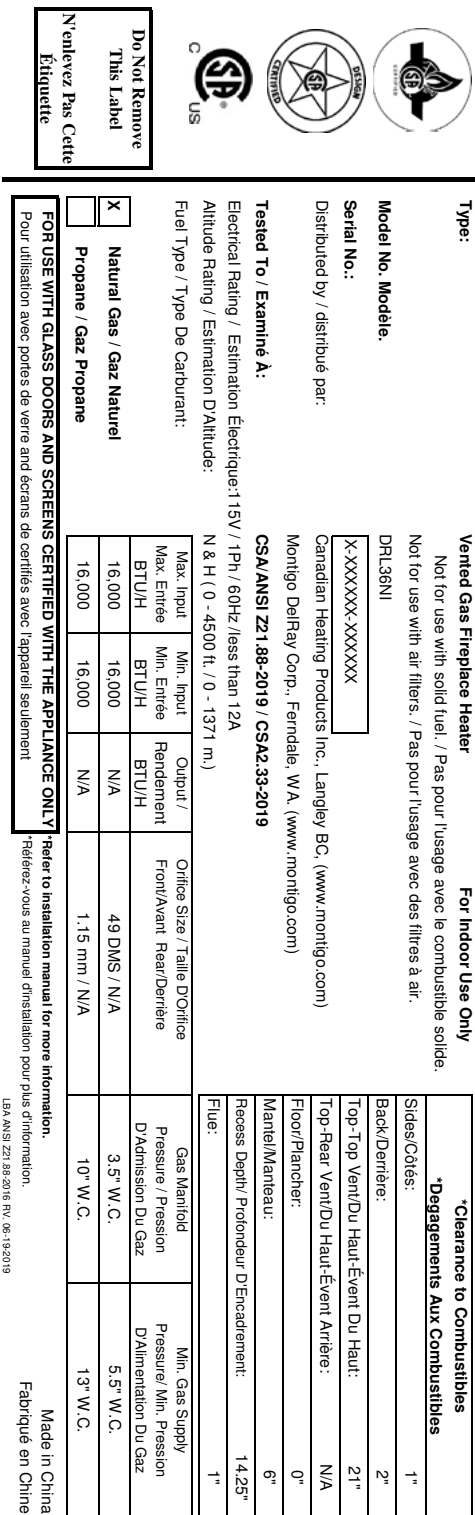 CERTIFIED
DESIGN
CERTIFIED
C US
Do Not Remove
This Label
N'enlevez Pas Cette
Étiquette
Type: Vented Gas Fireplace Heater For Indoor Use Only
Not for use with solid fuel. / Pas pour l'usage avec le combustible solide.
Not for use with air filters. / Pas pour l'usage avec des filtres à air.
Model No. Modèle. DRL36NI
Serial No.: X-XXXXXX-XXXXXX
Distributed by / distribué par: Canadian Heating Products Inc., Langley BC, (www.montigo.com)
Montigo DelRay Corp., Ferndale, WA. (www.montigo.com)
Tested To / Examiné À: CSA/ANSI Z21.88-2019 / CSA2.33-2019
Electrical Rating / Estimation Électrique:115V / 1Ph / 60Hz /less than 12A
Altitude Rating / Estimation D'Altitude: N & H ( 0 - 4500 ft. / 0 - 1371 m.)
Fuel Type / Type De Carburant:
*Clearance to Combustibles
*Degagements Aux Combustibles
Sides/Côtés: 1"
Back/Derrière: 2"
Top-Top Vent/Du Haut-Évent Du Haut: 21"
Top-Rear Vent/Du Haut-Évent Arrière: N/A
Floor/Plancher: 0"
Mantel/Manteau: 6"
Recess Depth/ Profondeur D'Encadrement: 14.25"
Flue: 1"
Max. Input
Max. Entrée
BTU/H
Min. Input
Min. Entrée
BTU/H
Output /
Rendement
BTU/H
Orifice Size / Taille D'Orifice
Front/Avant Rear/Derrière
Gas Manifold
Pressure / Pression
D'Admission Du Gaz
Min. Gas Supply
Pressure/ Min. Pression
D'Alimentation Du Gaz
X Natural Gas / Gaz Naturel 16,000 16,000 N/A 49 DMS / N/A 3.5" W.C. 5.5" W.C.
Propane / Gaz Propane 16,000 16,000 N/A 1.15 mm / N/A 10" W.C. 13" W.C.
FOR USE WITH GLASS DOORS AND SCREENS CERTIFIED WITH THE APPLIANCE ONLY
Pour utilisation avec portes de verre and écrans de certifiés avec l'appareil seulement
*Refer to installation manual for more information.
*Référez-vous au manuel d'installation pour plus d'information.
LBA ANSI Z21.88-2016 RV. 06-19-2019
Made in China
Fabriqué en Chine